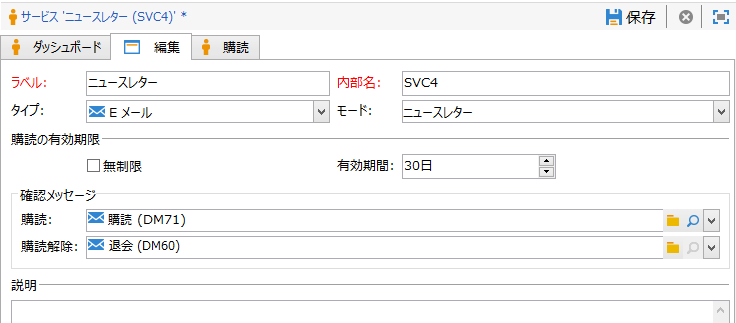 サービス 'ニュースレター (SVC4)' *
保存
ダッシュボード 編集 購読
ラベル: ニュースレター 内部名: SVC4
タイプ: E メール モード: ニュースレター
購読の有効期限
無制限 有効期間: 30日
確認メッセージ
購読: 購読 (DM71)
購読解除: 退会 (DM60)
説明